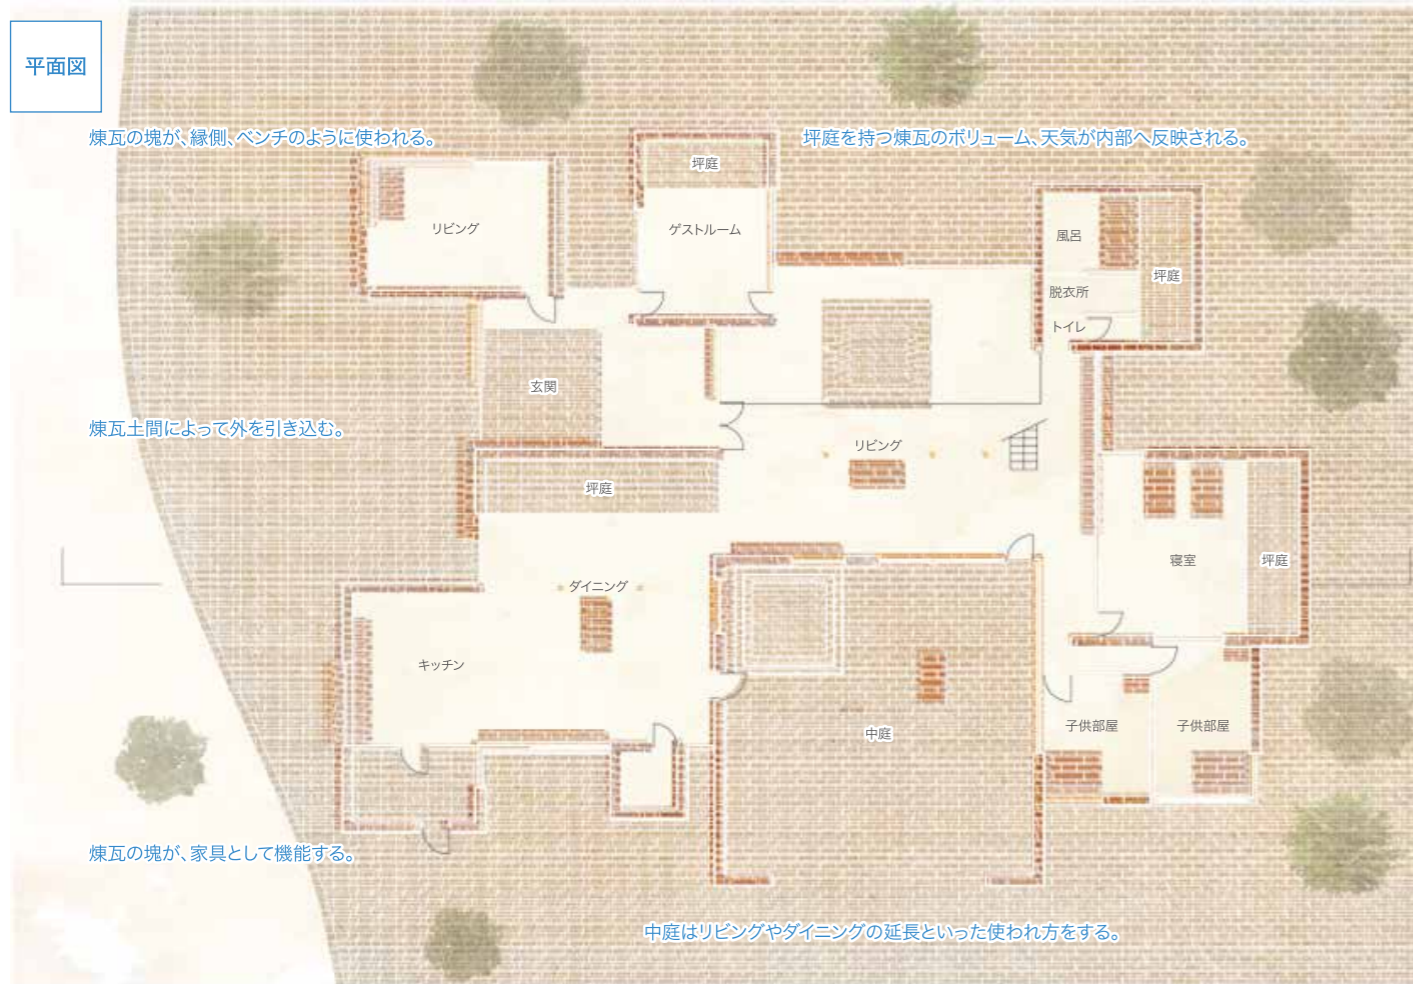 平面図
煉瓦の塊が、縁側、ベンチのように使われる。
坪庭を持つ煉瓦のボリューム、天気が内部へ反映される。
坪庭
リビング
ゲストルーム
風呂
坪庭
脱衣所
トイレ
玄関
煉瓦土間によって外を引き込む。
リビング
坪庭
寝室
坪庭
ダイニング
キッチン
中庭
子供部屋
子供部屋
煉瓦の塊が、家具として機能する。
中庭はリビングやダイニングの延長といった使われ方をする。